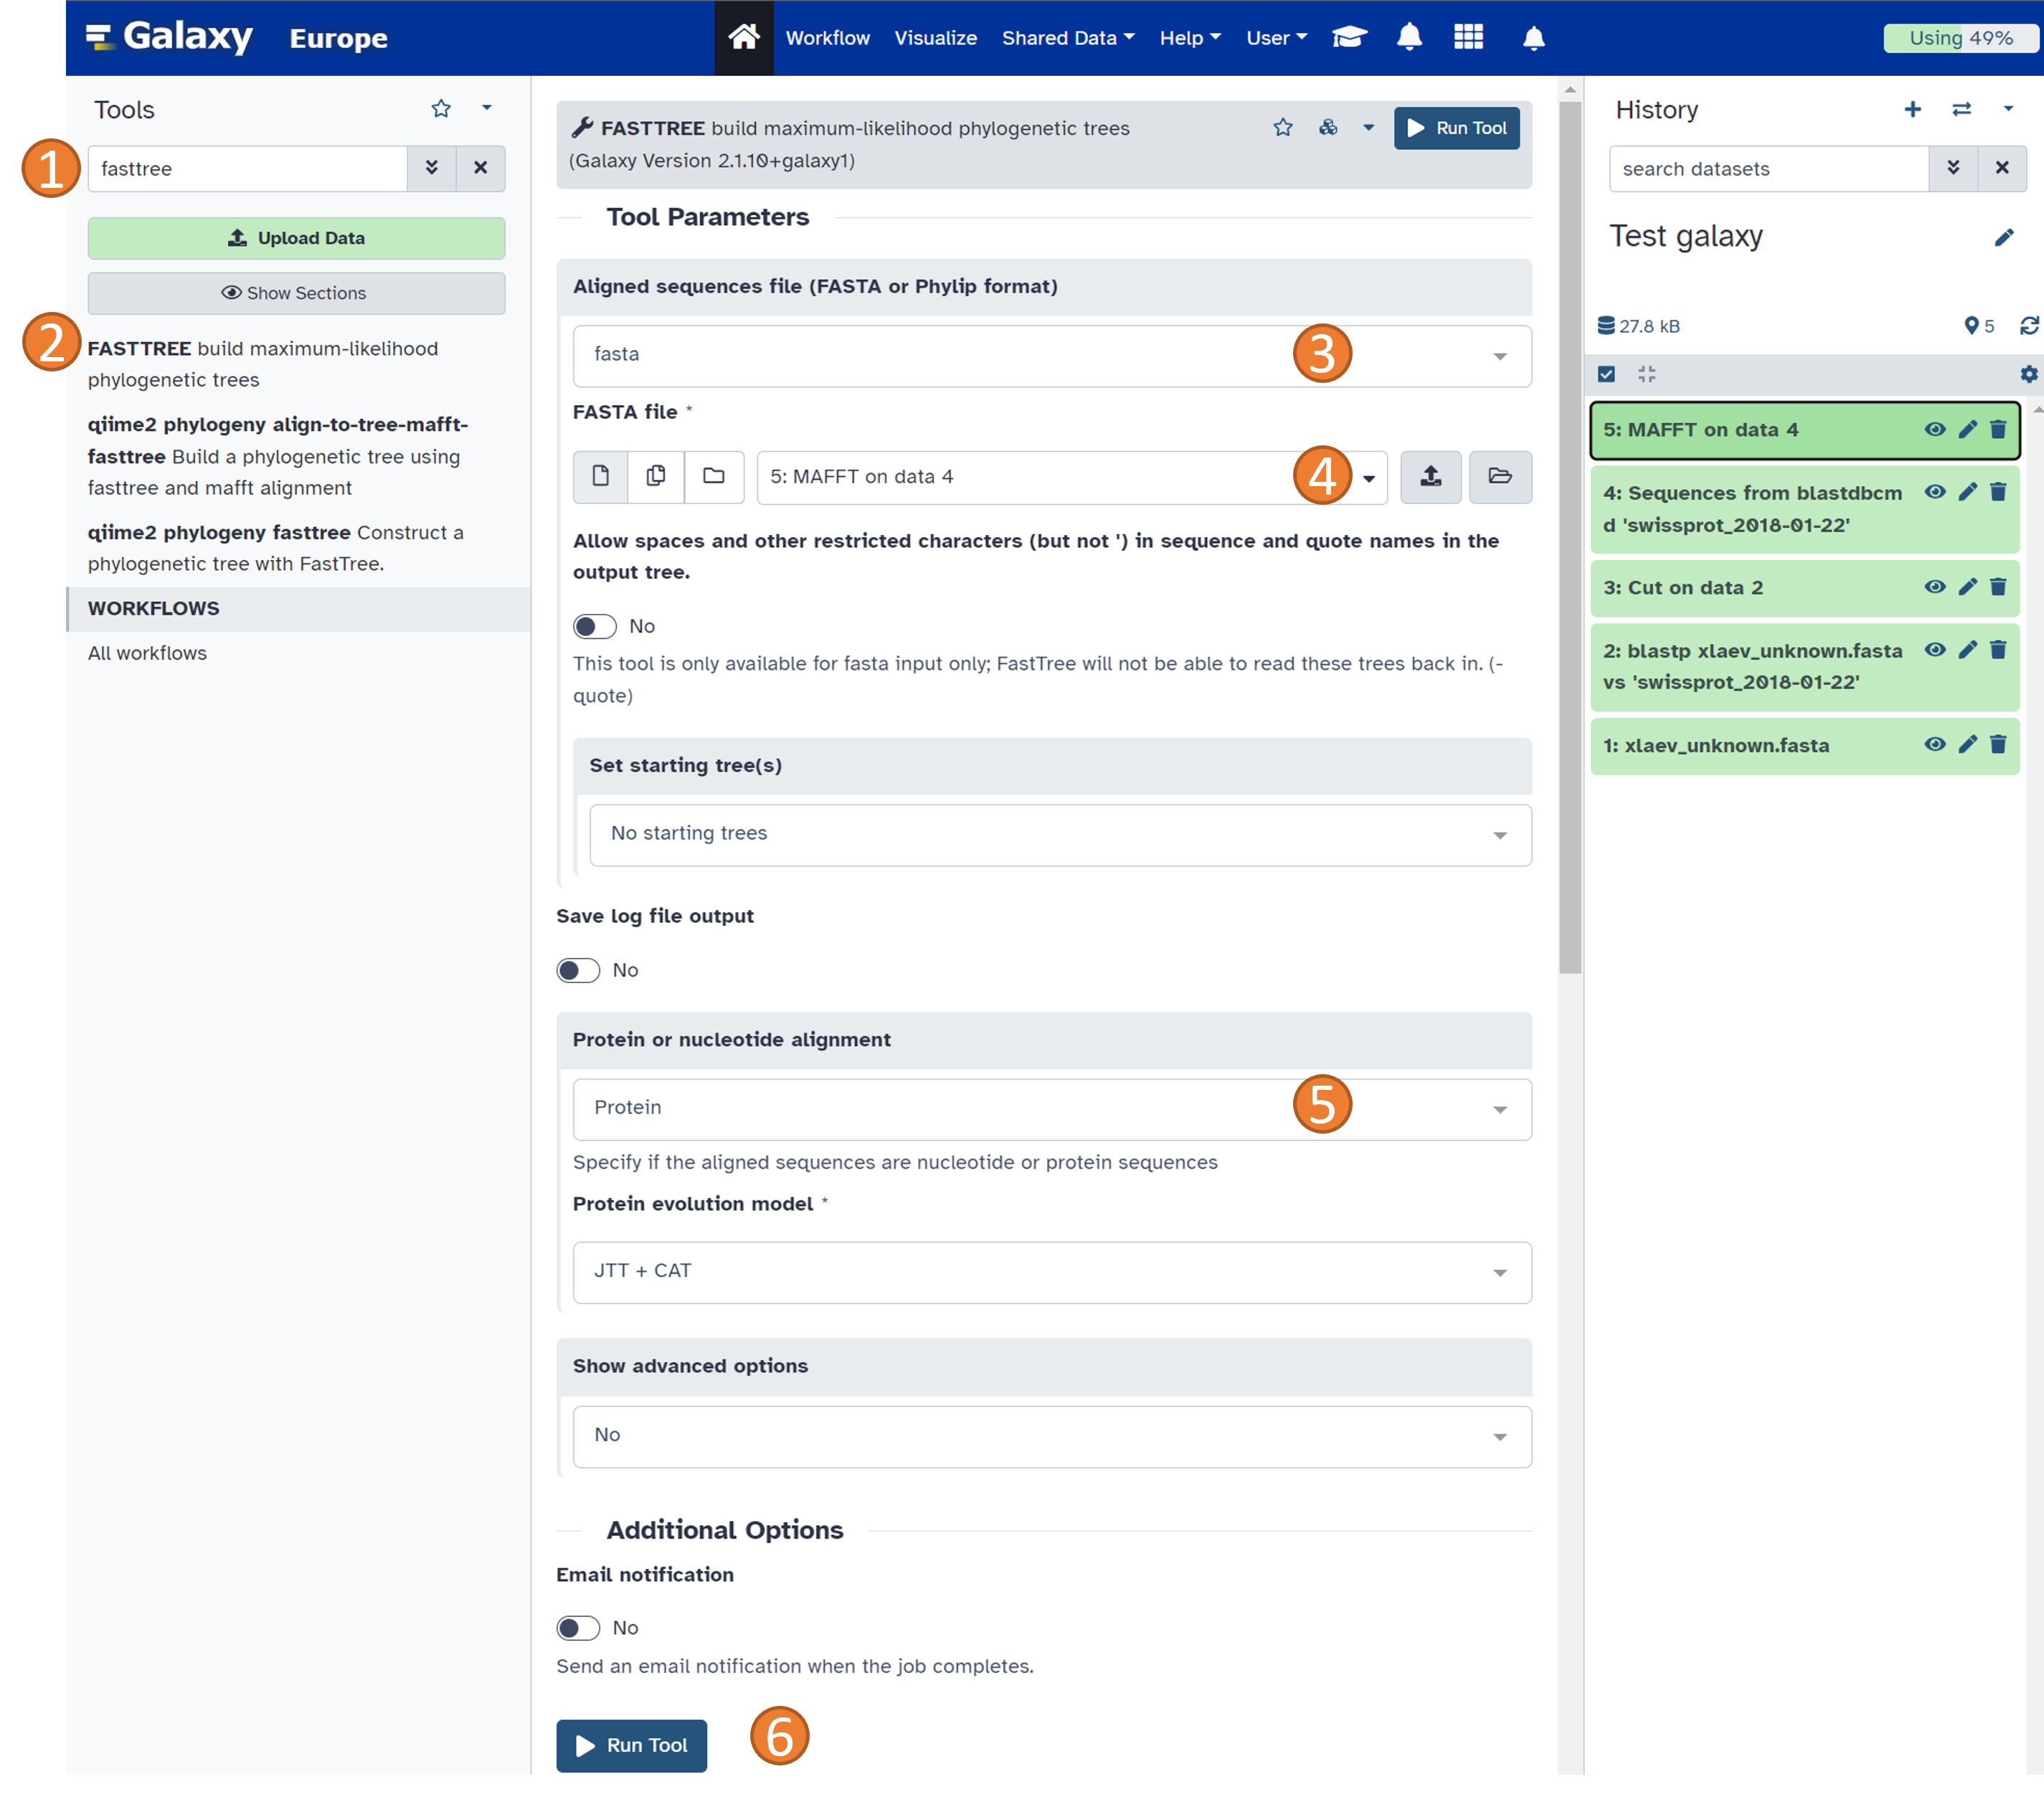 Galaxy Europe
Workflow Visualize Shared Data Help User
Using 49%
Tools
1
fasttree
Upload Data
Show Sections
2
FASTTREE build maximum-likelihood
phylogenetic trees
qiime2 phylogeny align-to-tree-mafft-
fasttree Build a phylogenetic tree using
fasttree and mafft alignment
qiime2 phylogeny fasttree Construct a
phylogenetic tree with FastTree.
WORKFLOWS
All workflows
FASTTREE build maximum-likelihood phylogenetic trees
(Galaxy Version 2.1.10+galaxy1)
Run Tool
Tool Parameters
Aligned sequences file (FASTA or Phylip format)
fasta
3
FASTA file *
5: MAFFT on data 4
4
Allow spaces and other restricted characters (but not ') in sequence and quote names in the
output tree.
No
This tool is only available for fasta input only; FastTree will not be able to read these trees back in. (-
quote)
Set starting tree(s)
No starting trees
Save log file output
No
Protein or nucleotide alignment
Protein
5
Specify if the aligned sequences are nucleotide or protein sequences
Protein evolution model *
JTT + CAT
Show advanced options
No
Additional Options
Email notification
No
Send an email notification when the job completes.
Run Tool
6
History
search datasets
Test galaxy
27.8 kB
5
5: MAFFT on data 4
4: Sequences from blastdbcm
d 'swissprot_2018-01-22'
3: Cut on data 2
2: blastp xlaev_unknown.fasta
vs 'swissprot_2018-01-22'
1: xlaev_unknown.fasta